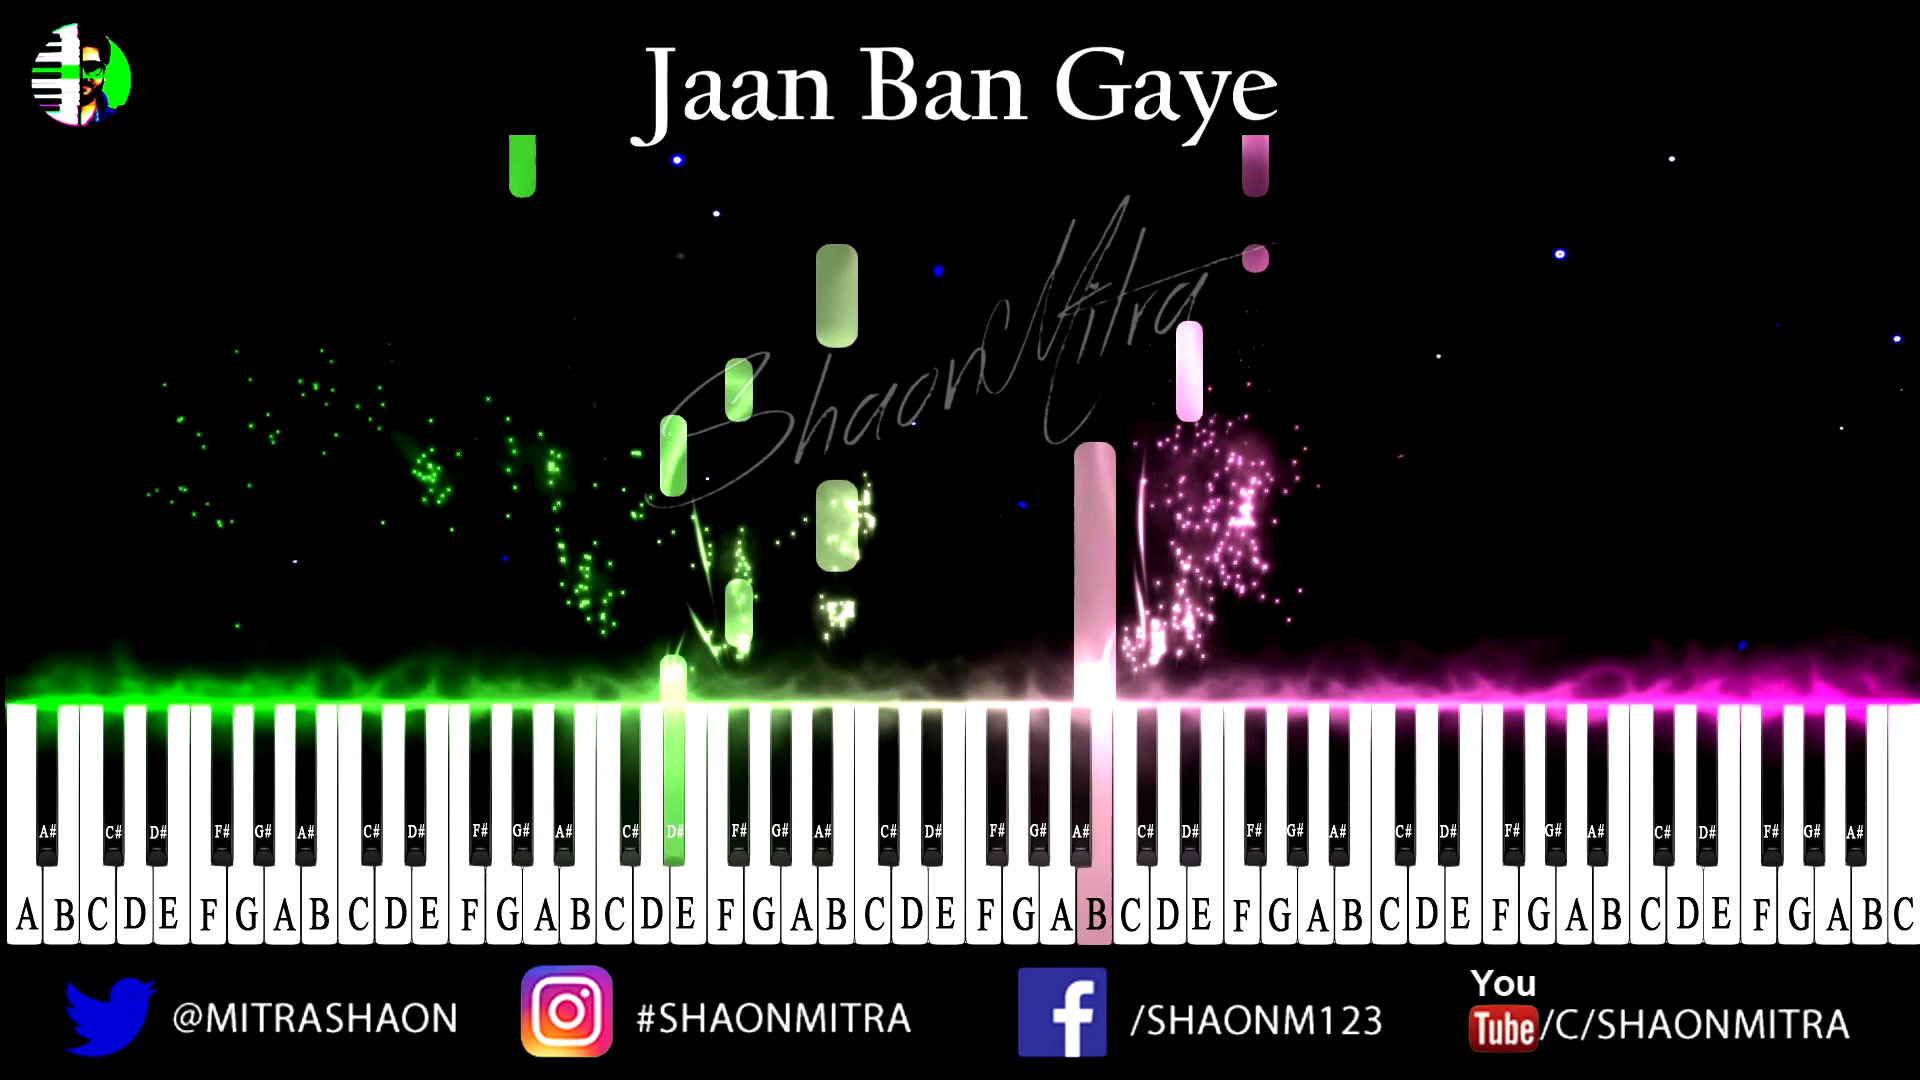 Jaan Ban Gaye
ShaonMitra
A# C# D# F# G# A# C# D# F# G# A# C# D# F# G# A# C# D# F# G# A# C# D# F# G# A# C# D# F# G# A# C# D# F# G# A#
A B C D E F G A B C D E F G A B C D E F G A B C D E F G A B C D E F G A B C D E F G A B C D E F G A B C
@MITRASHAON
#SHAONMITRA
/SHAONM123
You
Tube/C/SHAONMITRA